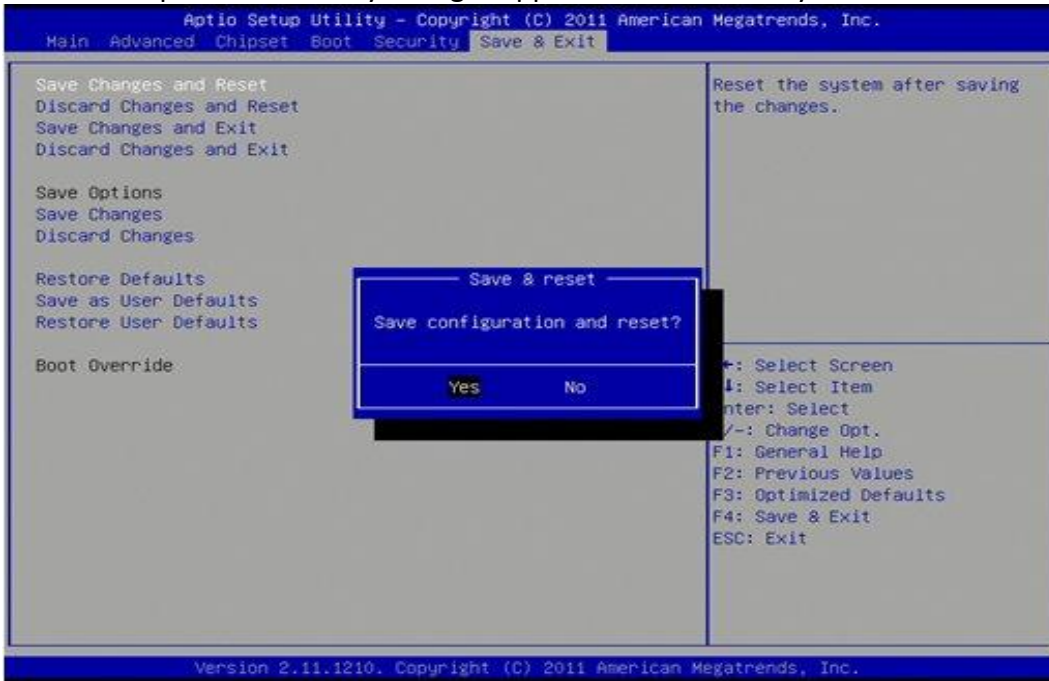 Aptio Setup Utility – Copyright (C) 2011 American Megatrends, Inc.
Main Advanced Chipset Boot Security Save & Exit
Save Changes and Reset
Discard Changes and Reset
Save Changes and Exit
Discard Changes and Exit
Save Options
Save Changes
Discard Changes
Restore Defaults
Save as User Defaults
Restore User Defaults
Boot Override
Save & reset
Save configuration and reset?
Yes No
Reset the system after saving
the changes.
←: Select Screen
↓: Select Item
nter: Select
/-: Change Opt.
F1: General Help
F2: Previous Values
F3: Optimized Defaults
F4: Save & Exit
ESC: Exit
Version 2.11.1210. Copyright (C) 2011 American Megatrends, Inc.